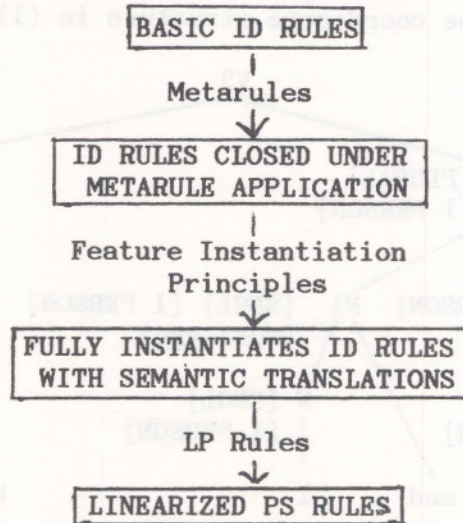 e coordi
BASIC ID RULES
Metarules
ID RULES CLOSED UNDER
METARULE APPLICATION
Feature Instantiation
Principles
FULLY INSTANTIATES ID RULES
WITH SEMANTIC TRANSLATIONS
LP Rules
LINEARIZED PS RULES